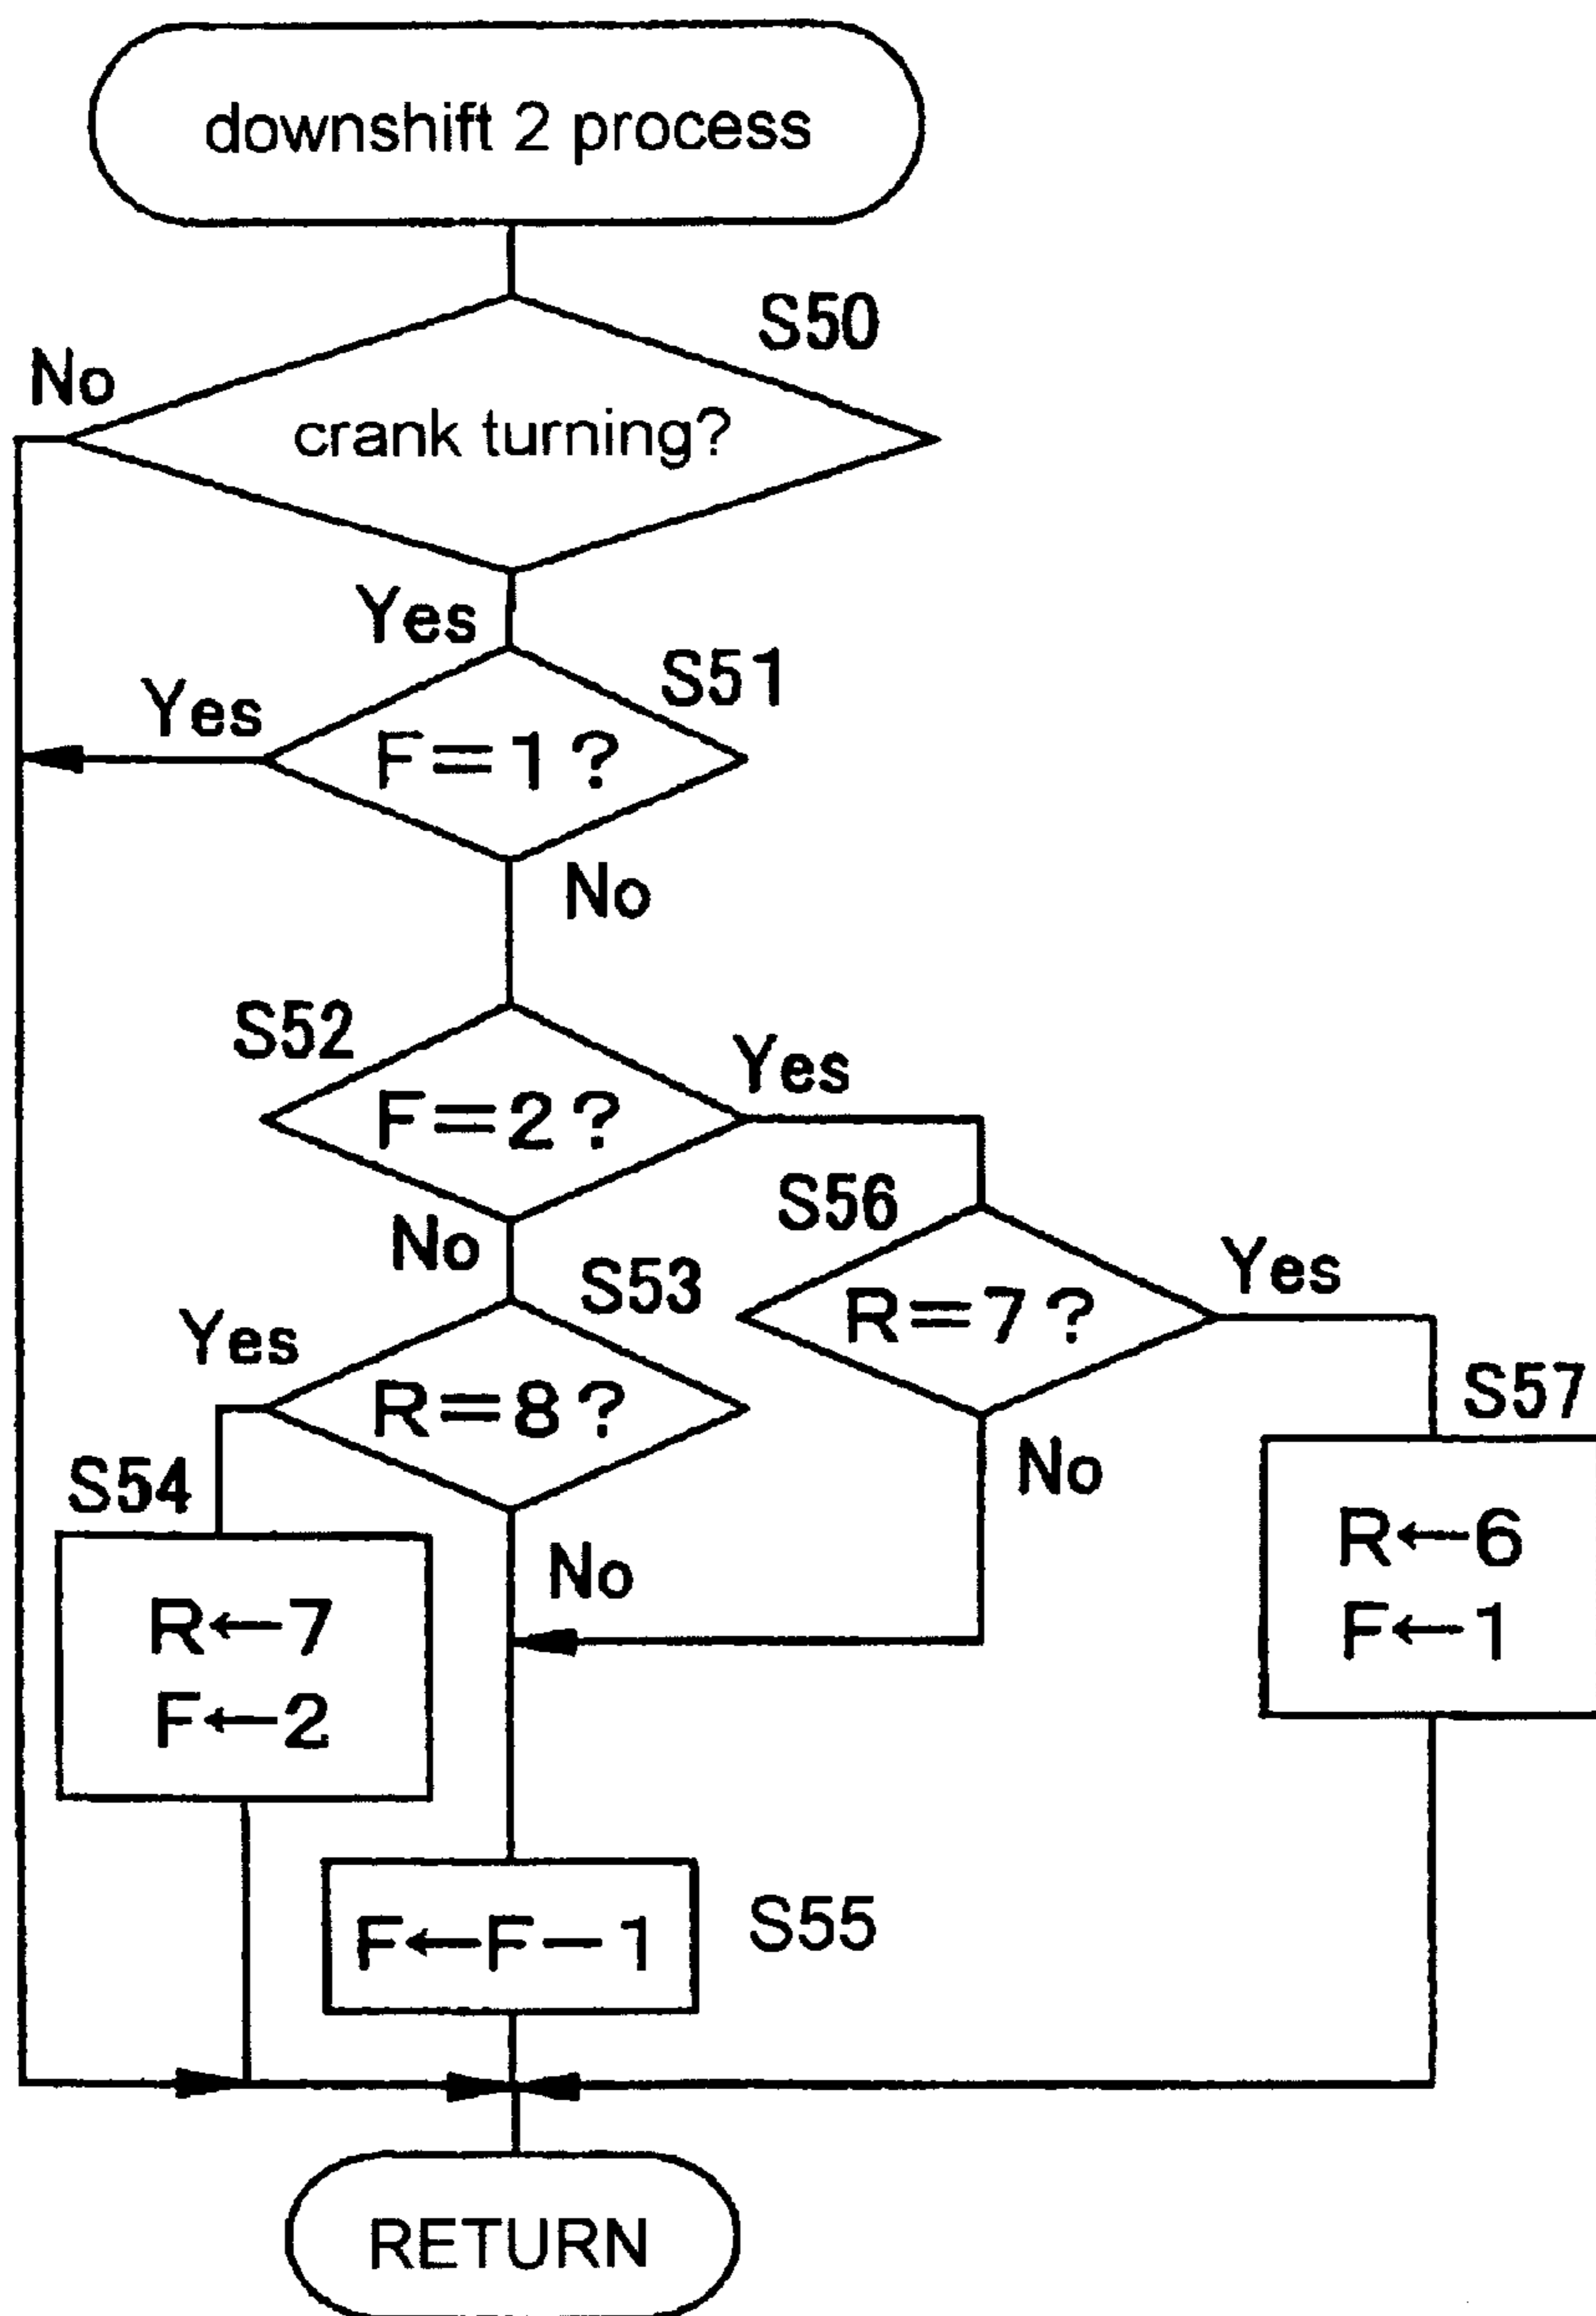 downshift 2 process
S50
No
crank turning?
Yes
S51
Yes
F=1?
No
S52
Yes
F=2?
S56
No
S53
Yes
R=7?
Yes
R=8?
S57
S54
No
R←6
No
R←7
F←1
F←2
F←F-1
S55
RETURN